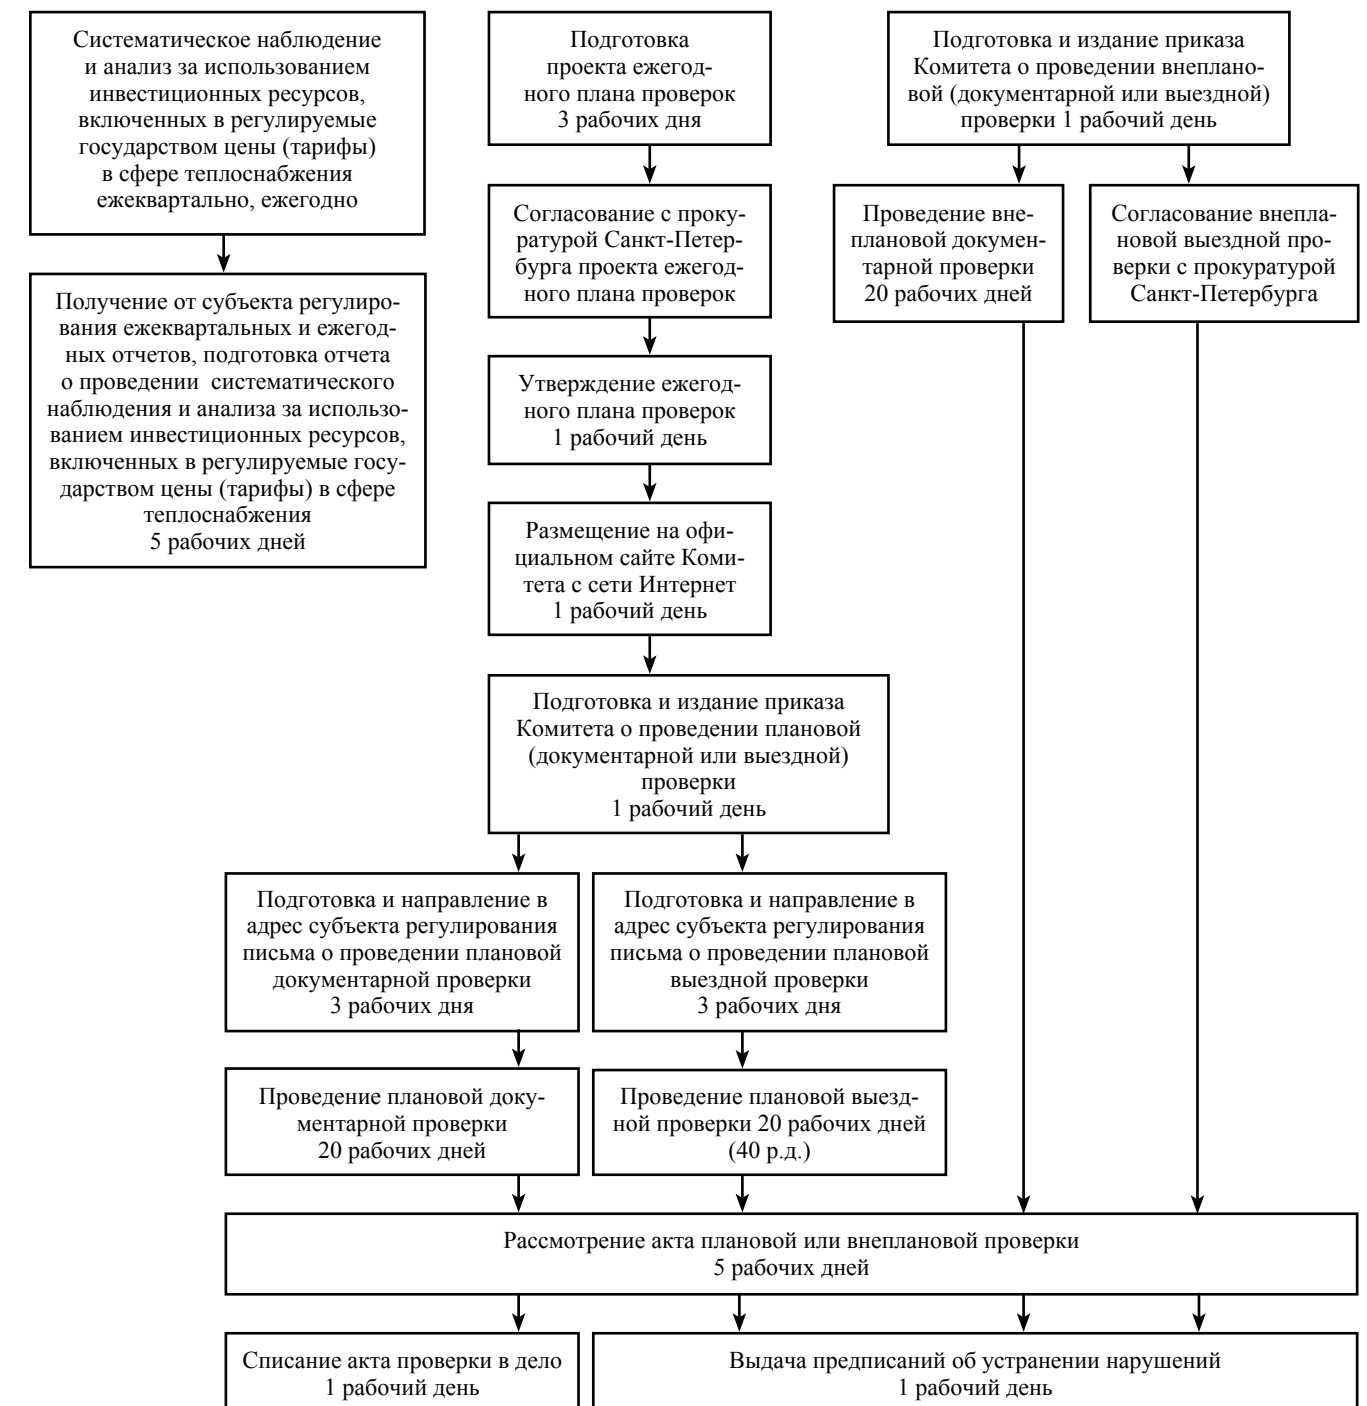 Систематическое наблюдение
и анализ за использованием
инвестиционных ресурсов,
включенных в регулируемые
государством цены (тарифы)
в сфере теплоснабжения
ежеквартально, ежегодно
Получение от субъекта регулиро-
вания ежеквартальных и ежегод-
ных отчетов, подготовка отчета
о проведении систематического
наблюдения и анализа за использо-
ванием инвестиционных ресурсов,
включенных в регулируемые госу-
дарством цены (тарифы) в сфере
теплоснабжения
5 рабочих дней
Подготовка
проекта ежегод-
ного плана проверок
3 рабочих дня
Согласование с проку-
ратурой Санкт-Петер-
бурга проекта ежегод-
ного плана проверок
Утверждение ежегод-
ного плана проверок
1 рабочий день
Размещение на офи-
циальном сайте Коми-
тета с сети Интернет
1 рабочий день
Подготовка и издание приказа
Комитета о проведении плановой
(документарной или выездной)
проверки
1 рабочий день
Подготовка и направление в
адрес субъекта регулирования
письма о проведении плановой
документарной проверки
3 рабочих дня
Подготовка и направление в
адрес субъекта регулирования
письма о проведении плановой
выездной проверки
3 рабочих дня
Проведение плановой доку-
ментарной проверки
20 рабочих дней
Проведение плановой выезд-
ной проверки 20 рабочих дней
(40 р.д.)
Подготовка и издание приказа
Комитета о проведении внеплано-
вой (документарной или выездной)
проверки 1 рабочий день
Проведение вне-
плановой докумен-
тарной проверки
20 рабочих дней
Согласование внепла-
новой выездной про-
верки с прокуратурой
Санкт-Петербурга
Рассмотрение акта плановой или внеплановой проверки
5 рабочих дней
Списание акта проверки в дело
1 рабочий день
Выдача предписаний об устранении нарушений
1 рабочий день